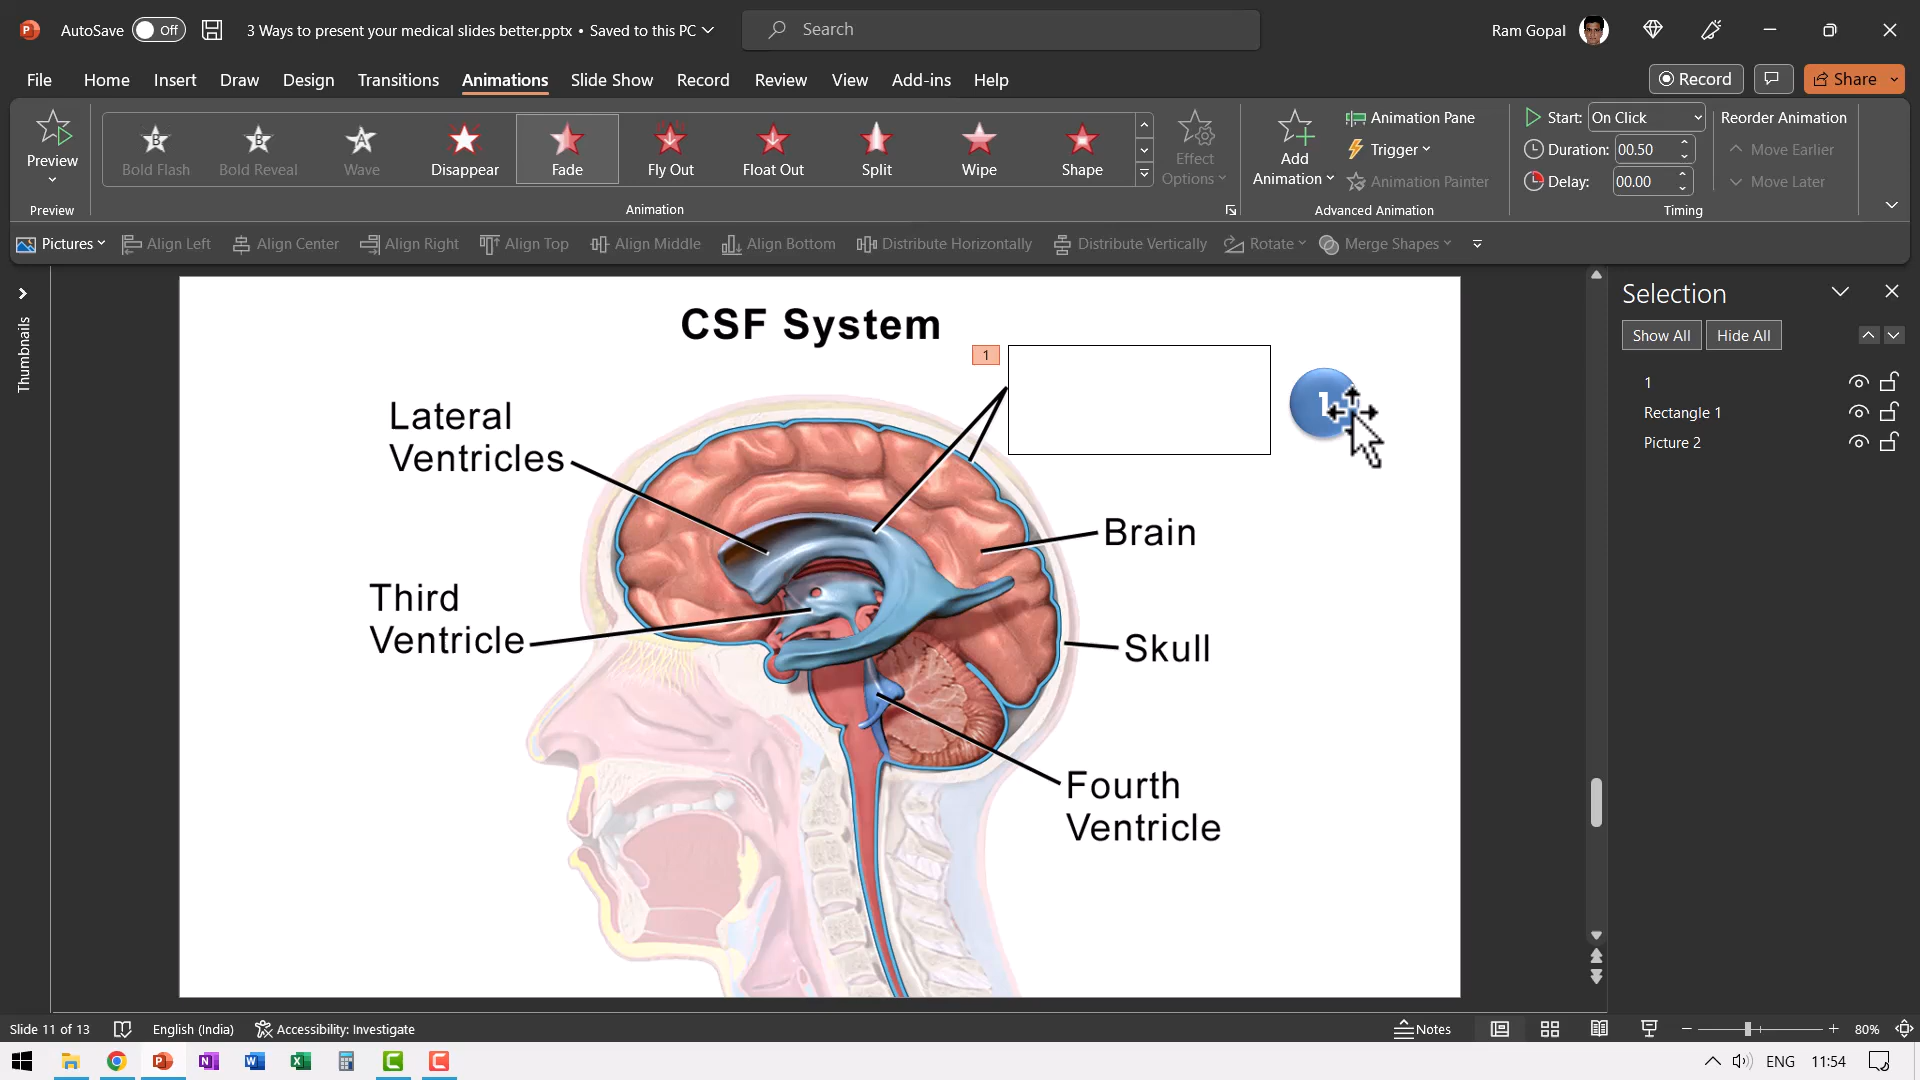 AutoSave Off 3 Ways to present your medical slides better.pptx • Saved to this PC Search Ram Gopal
File Home Insert Draw Design Transitions Animations Slide Show Record Review View Add-ins Help Record Share
Preview
Bold Flash Bold Reveal Wave Disappear Fade Fly Out Float Out Split Wipe Shape
Effect Options
Add Animation
Animation Pane
Trigger
Animation Painter
Start: On Click
Duration: 00.50
Delay: 00.00
Reorder Animation
Move Earlier
Move Later
Preview Animation Advanced Animation Timing
Pictures Align Left Align Center Align Right Align Top Align Middle Align Bottom Distribute Horizontally Distribute Vertically Rotate Merge Shapes
Thumbnails
CSF System
1
1
Lateral
Ventricles
Brain
Third
Ventricle
Skull
Fourth
Ventricle
Selection
Show All Hide All
1
Rectangle 1
Picture 2
Slide 11 of 13 English (India) Accessibility: Investigate Notes 80%
ENG 11:54